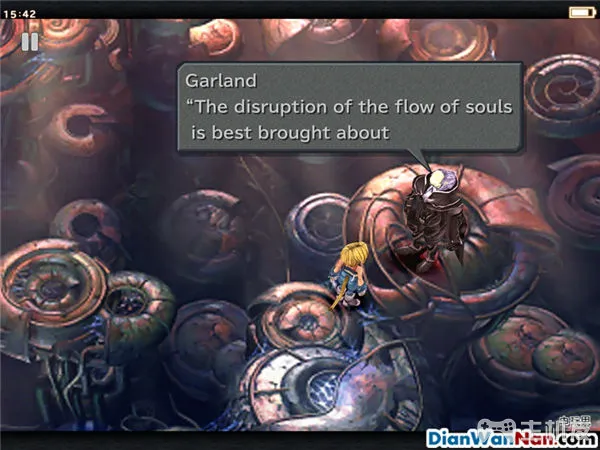 15:42
Garland
“The disruption of the flow of souls
is best brought about
DianWanNan.com